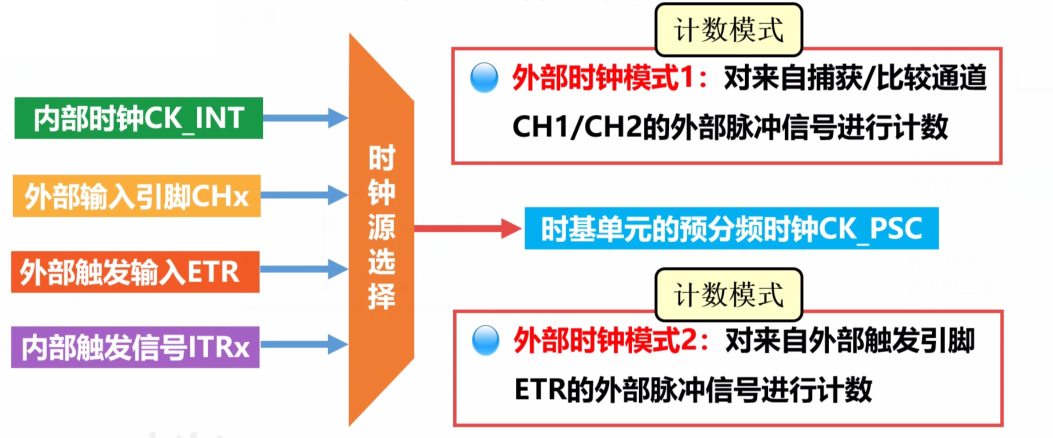 计数模式
外部时钟模式1：对来自捕获/比较通道
CH1/CH2的外部脉冲信号进行计数
内部时钟CK_INT
外部输入引脚CHx
外部触发输入ETR
内部触发信号ITRx
时钟源选择
时基单元的预分频时钟CK_PSC
计数模式
外部时钟模式2：对来自外部触发引脚
ETR的外部脉冲信号进行计数